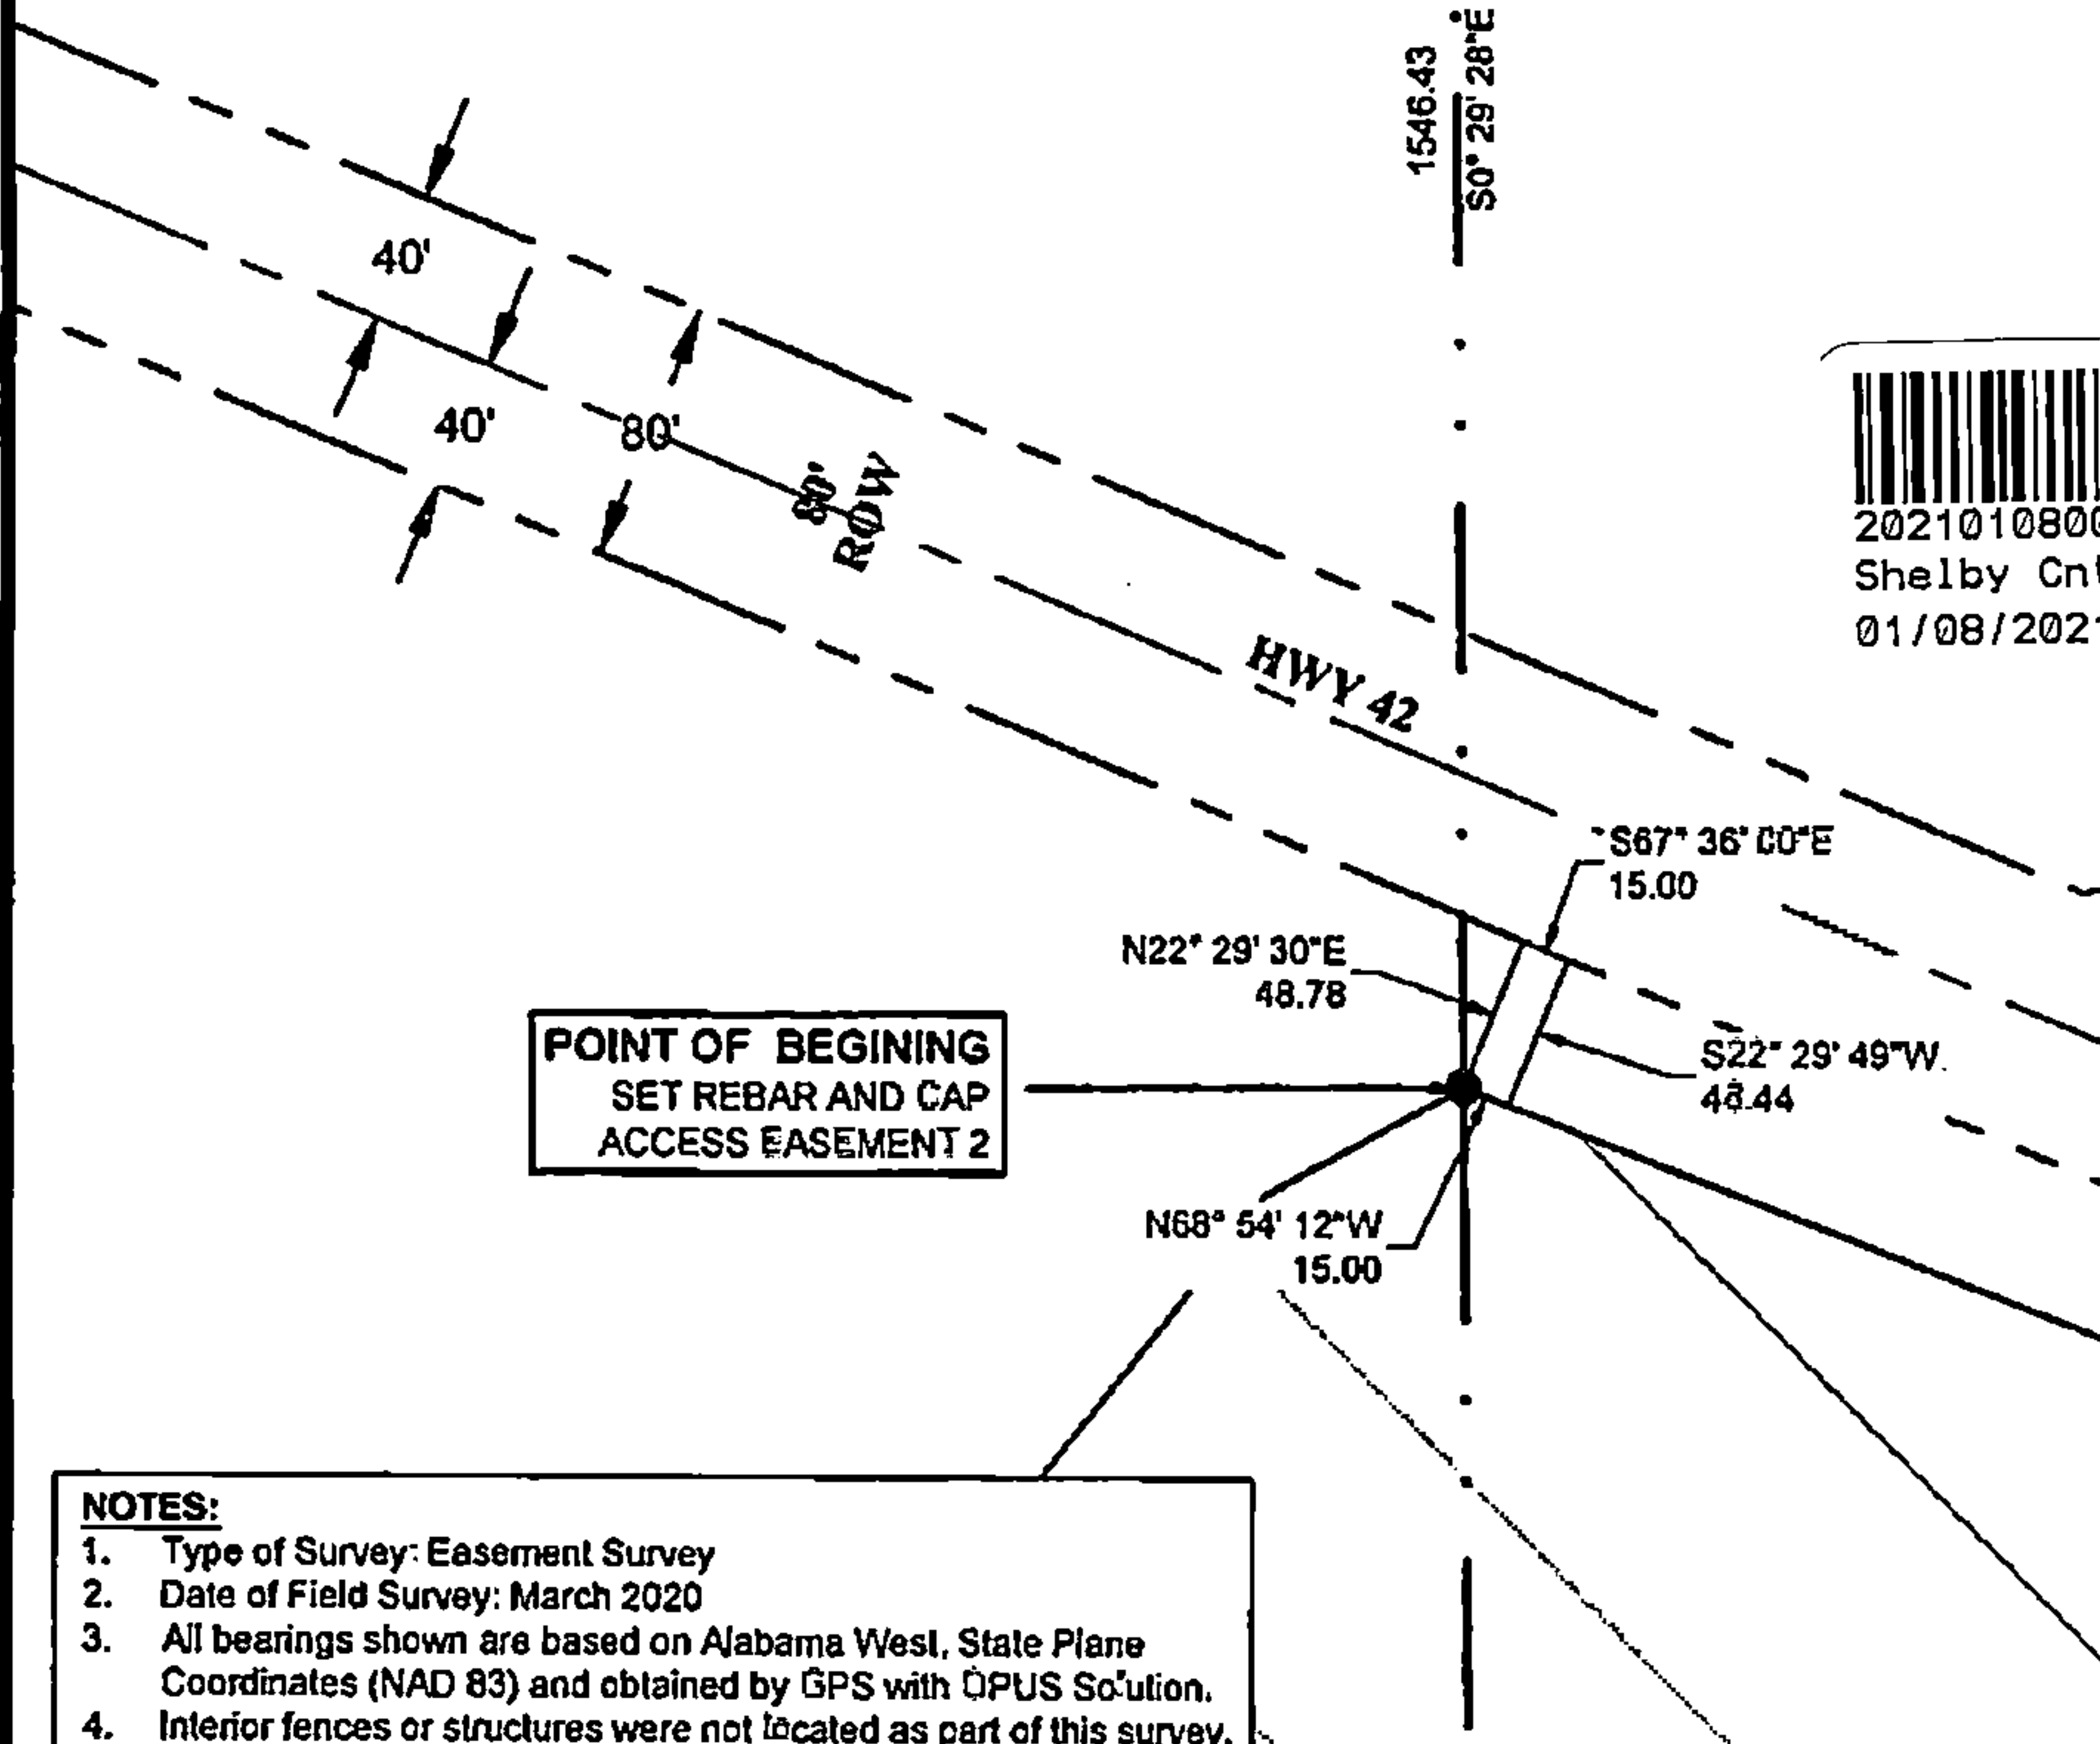 1546.43
S0° 29' 28"E
40'
40'
80'
80'
ROW
HWY 42
2021010800
Shelby Cnt
01/08/2021
S67° 36' 00"E
15.00
N22° 29' 30"E
48.78
S22° 29' 49"W
POINT OF BEGINING
SET REBAR AND CAP
ACCESS EASEMENT 2
N68° 54' 12"W
15.00
NOTES:
1. Type of Survey: Easement Survey
2. Date of Field Survey: March 2020
3. All bearings shown are based on Alabama West, State Plane
Coordinates (NAD 83) and obtained by GPS with OPUS Solution.
4. Interior fences or structures were not located as part of this survey.